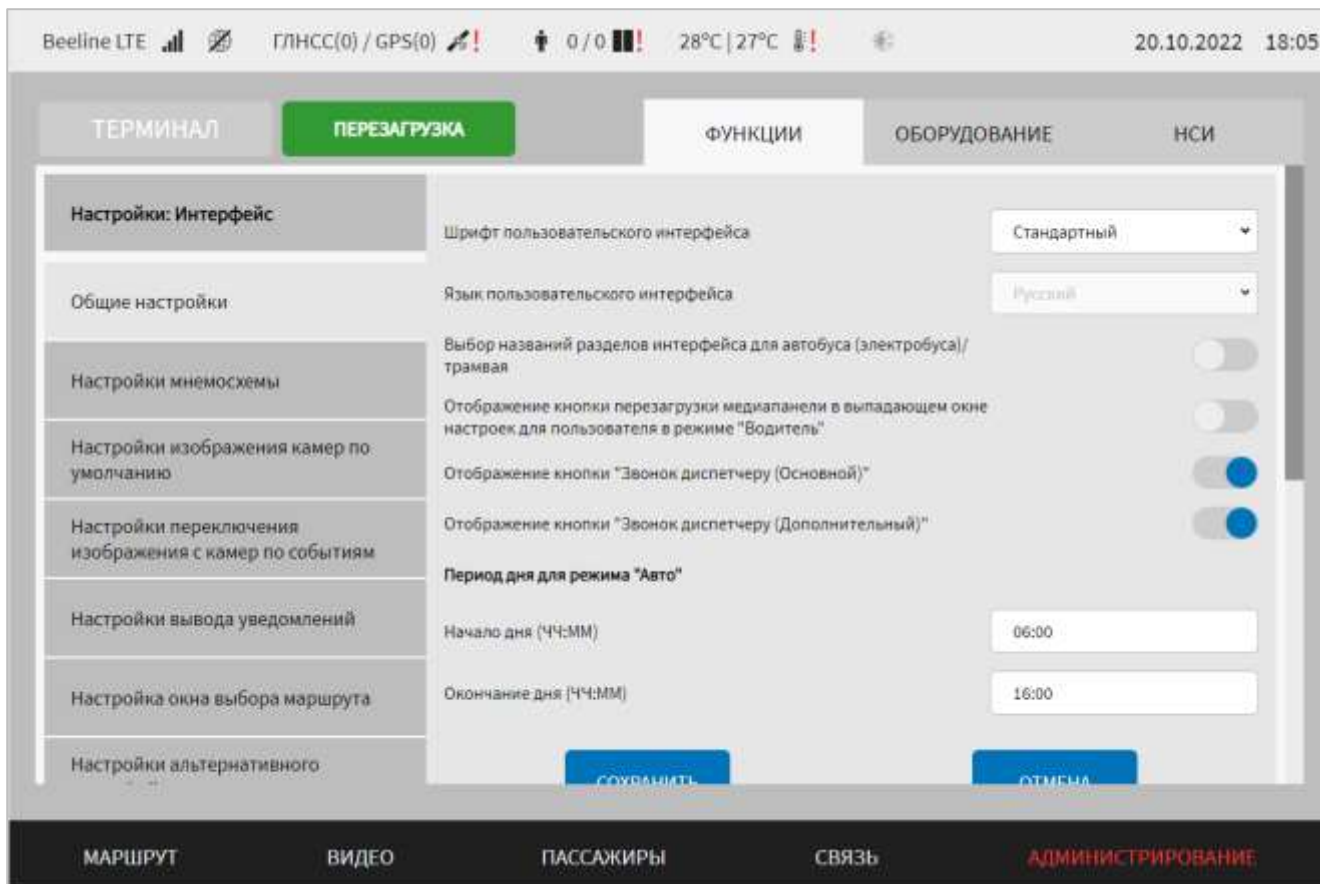 Beeline LTE ГЛНСС(0) / GPS(0) ! 0 / 0 ! 28°C | 27°C ! 20.10.2022 18:05
ТЕРМИНАЛ ПЕРЕЗАГРУЗКА ФУНКЦИИ ОБОРУДОВАНИЕ НСИ
Настройки: Интерфейс
Общие настройки
Настройки мнемосхемы
Настройки изображения камер по
умолчанию
Настройки переключения
изображения с камер по событиям
Настройки вывода уведомлений
Настройка окна выбора маршрута
Настройки альтернативного
Шрифт пользовательского интерфейса Стандартный
Язык пользовательского интерфейса Русский
Выбор названий разделов интерфейса для автобуса (электробуса)/
трамвая
Отображение кнопки перезагрузки медиапанели в выпадающем окне
настроек для пользователя в режиме "Водитель"
Отображение кнопки "Звонок диспетчеру (Основной)"
Отображение кнопки "Звонок диспетчеру (Дополнительный)"
Период дня для режима "Авто"
Начало дня (ЧЧ:ММ) 06:00
Окончание дня (ЧЧ:ММ) 16:00
СОХРАНИТЬ ОТМЕНА
МАРШРУТ ВИДЕО ПАССАЖИРЫ СВЯЗЬ АДМИНИСТРИРОВАНИЕ